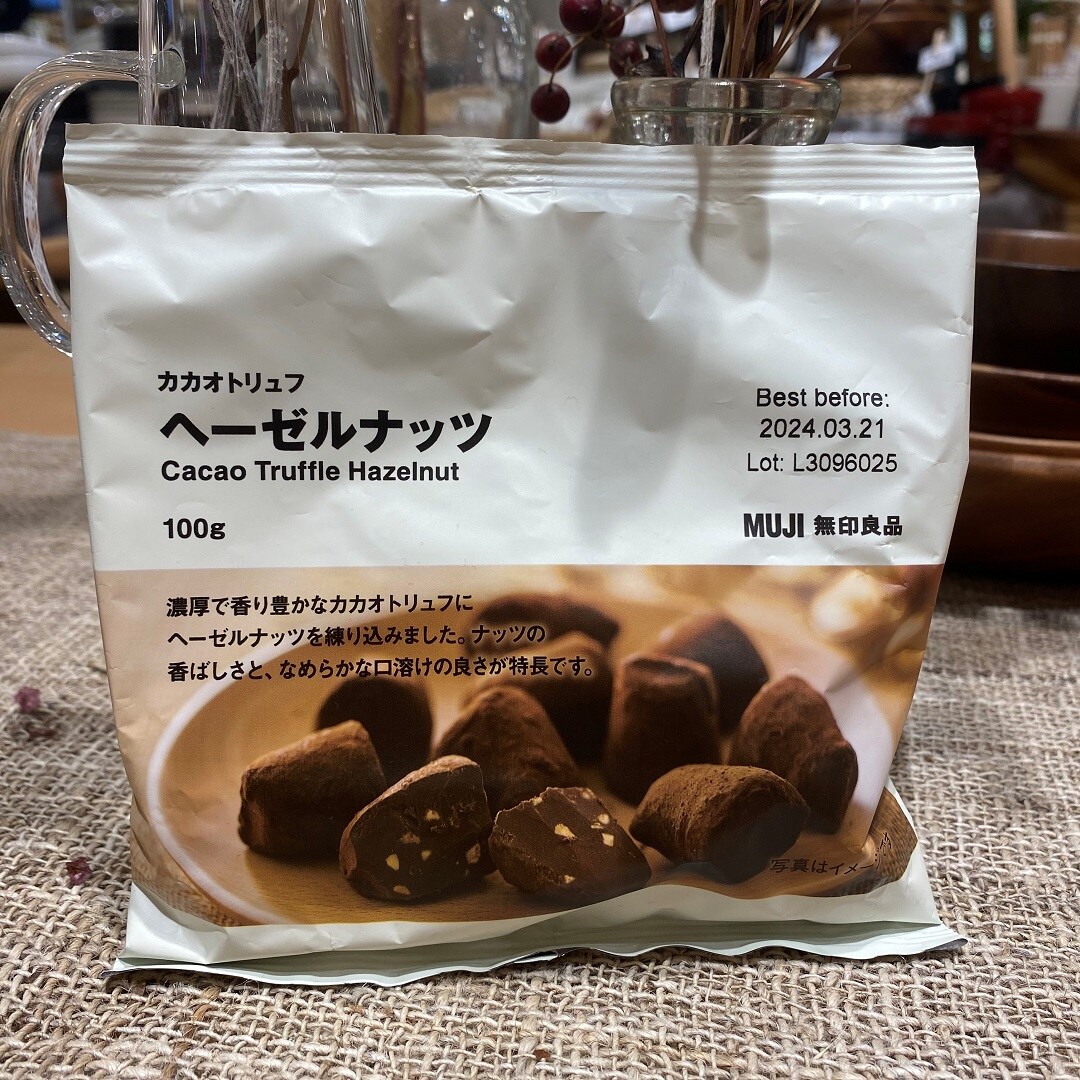 カカオトリュフ
ヘーゼルナッツ
Cacao Truffle Hazelnut
100g
Best before:
2024.03.21
Lot: L3096025
MUJI 無印良品
濃厚で香り豊かなカカオトリュフに
ヘーゼルナッツを練り込みました。ナッツの
香ばしさと、なめらかな口溶けの良さが特長です。
写真はイメージ